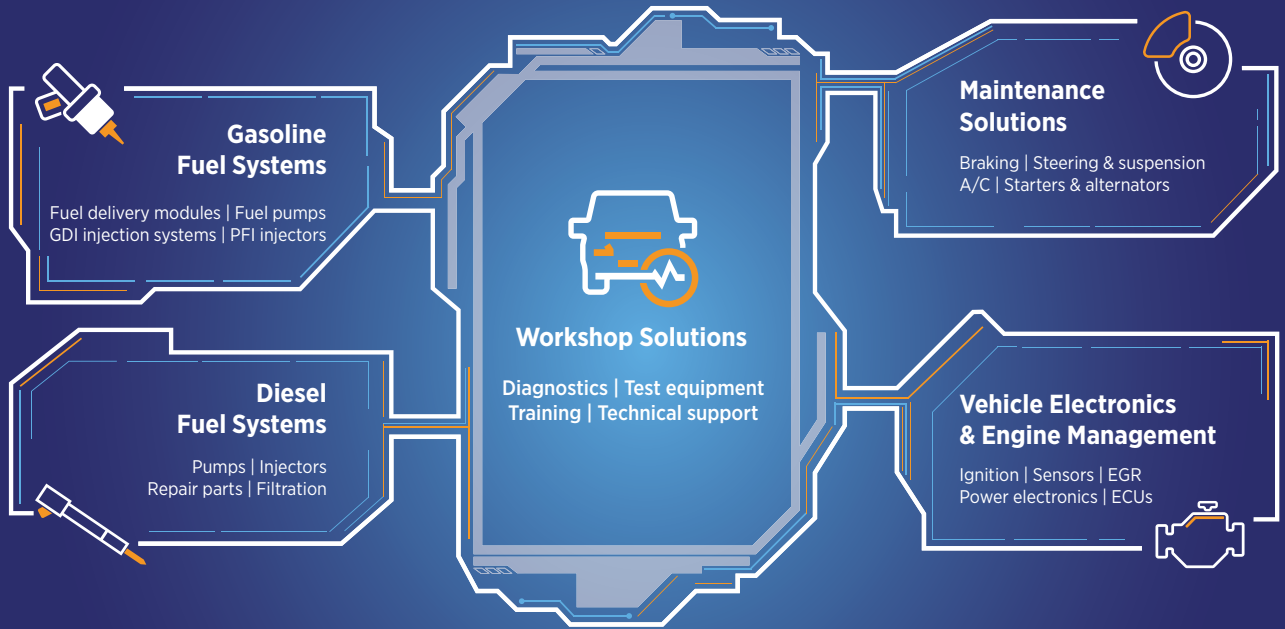 Gasoline
Fuel Systems
Fuel delivery modules | Fuel pumps
GDI injection systems | PFI injectors
Diesel
Fuel Systems
Pumps | Injectors
Repair parts | Filtration
Workshop Solutions
Diagnostics | Test equipment
Training | Technical support
Maintenance
Solutions
Braking | Steering & suspension
A/C | Starters & alternators
Vehicle Electronics
& Engine Management
Ignition | Sensors | EGR
Power electronics | ECUs